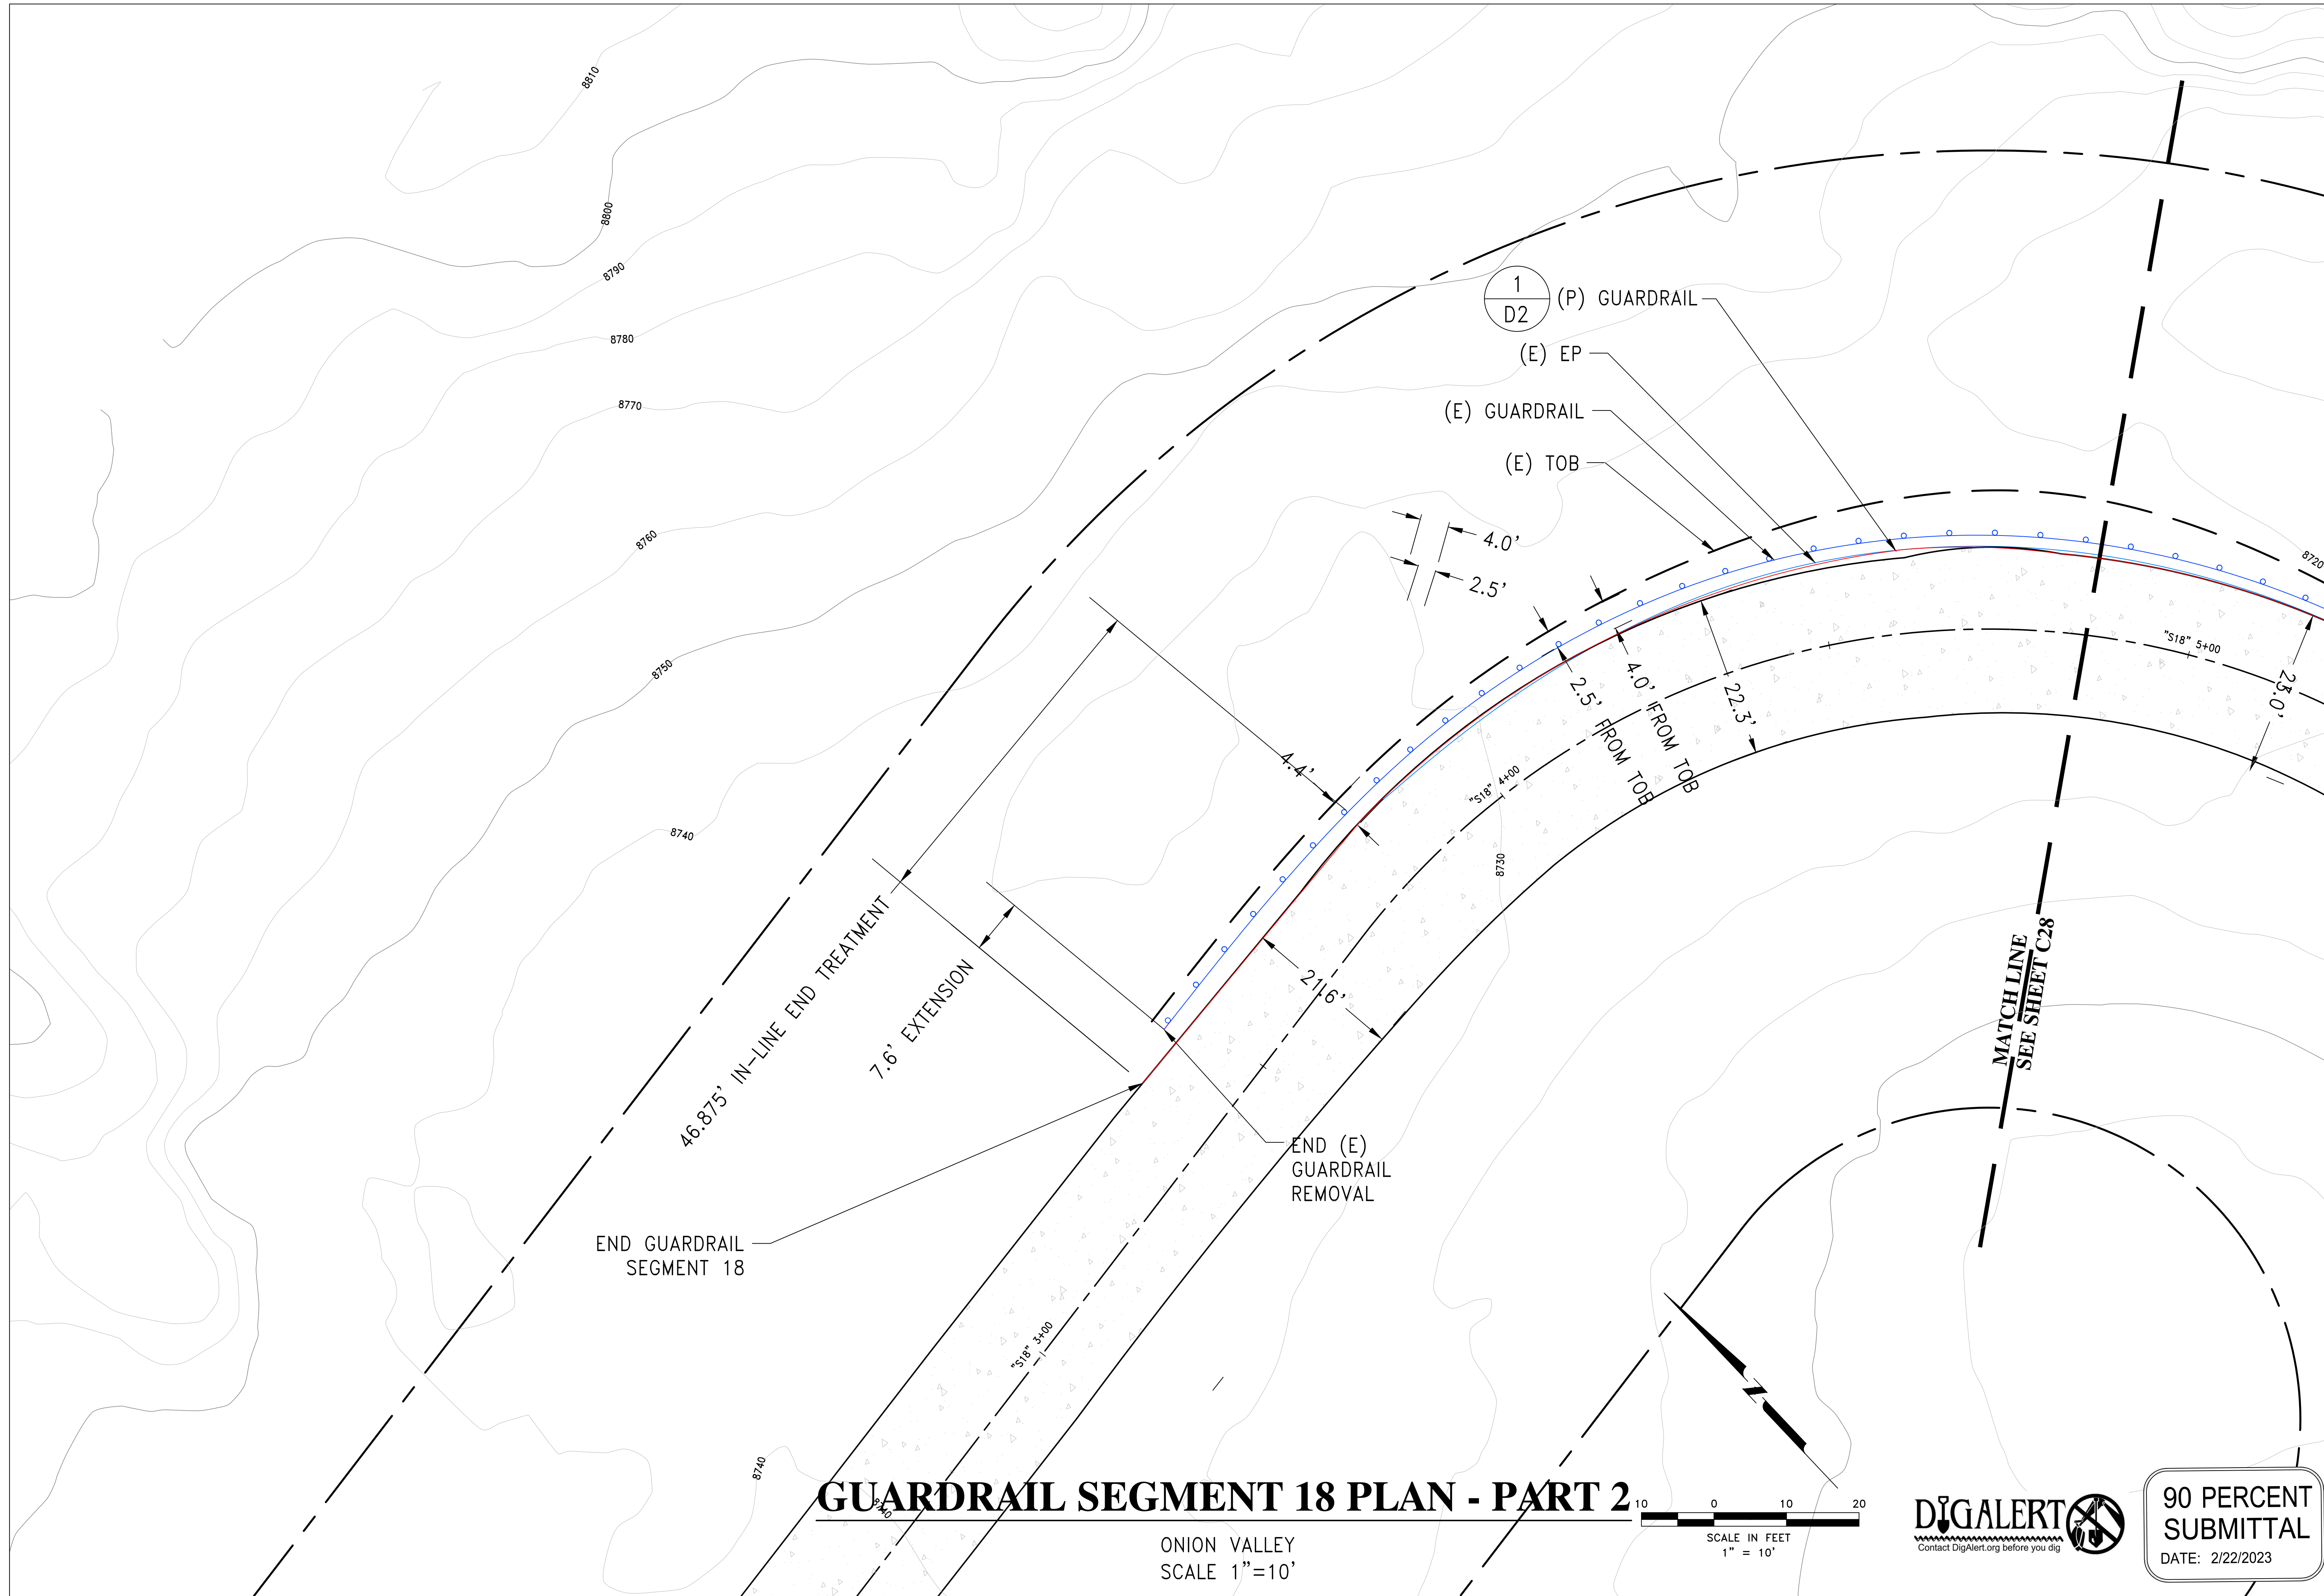 8810
8800
8790
8780
8770
8760
8750
8740
1
D2
(P) GUARDRAIL
(E) EP
(E) GUARDRAIL
(E) TOB
4.0'
2.5'
8720
"S18" 5+00
23.0'
4.0' FROM TOB
2.5' FROM TOB
22.3'
4.4'
"S18" 4+00
8730
46.875' IN-LINE END TREATMENT
7.6' EXTENSION
21.6'
MATCH LINE
SEE SHEET C28
END (E)
GUARDRAIL
REMOVAL
END GUARDRAIL
SEGMENT 18
"S18" 3+00
8740
8740
N
GUARDRAIL SEGMENT 18 PLAN - PART 2
ONION VALLEY
SCALE 1"=10'
10 0 10 20
SCALE IN FEET
1" = 10'
DIGALERT
Contact DigAlert.org before you dig
90 PERCENT
SUBMITTAL
DATE: 2/22/2023